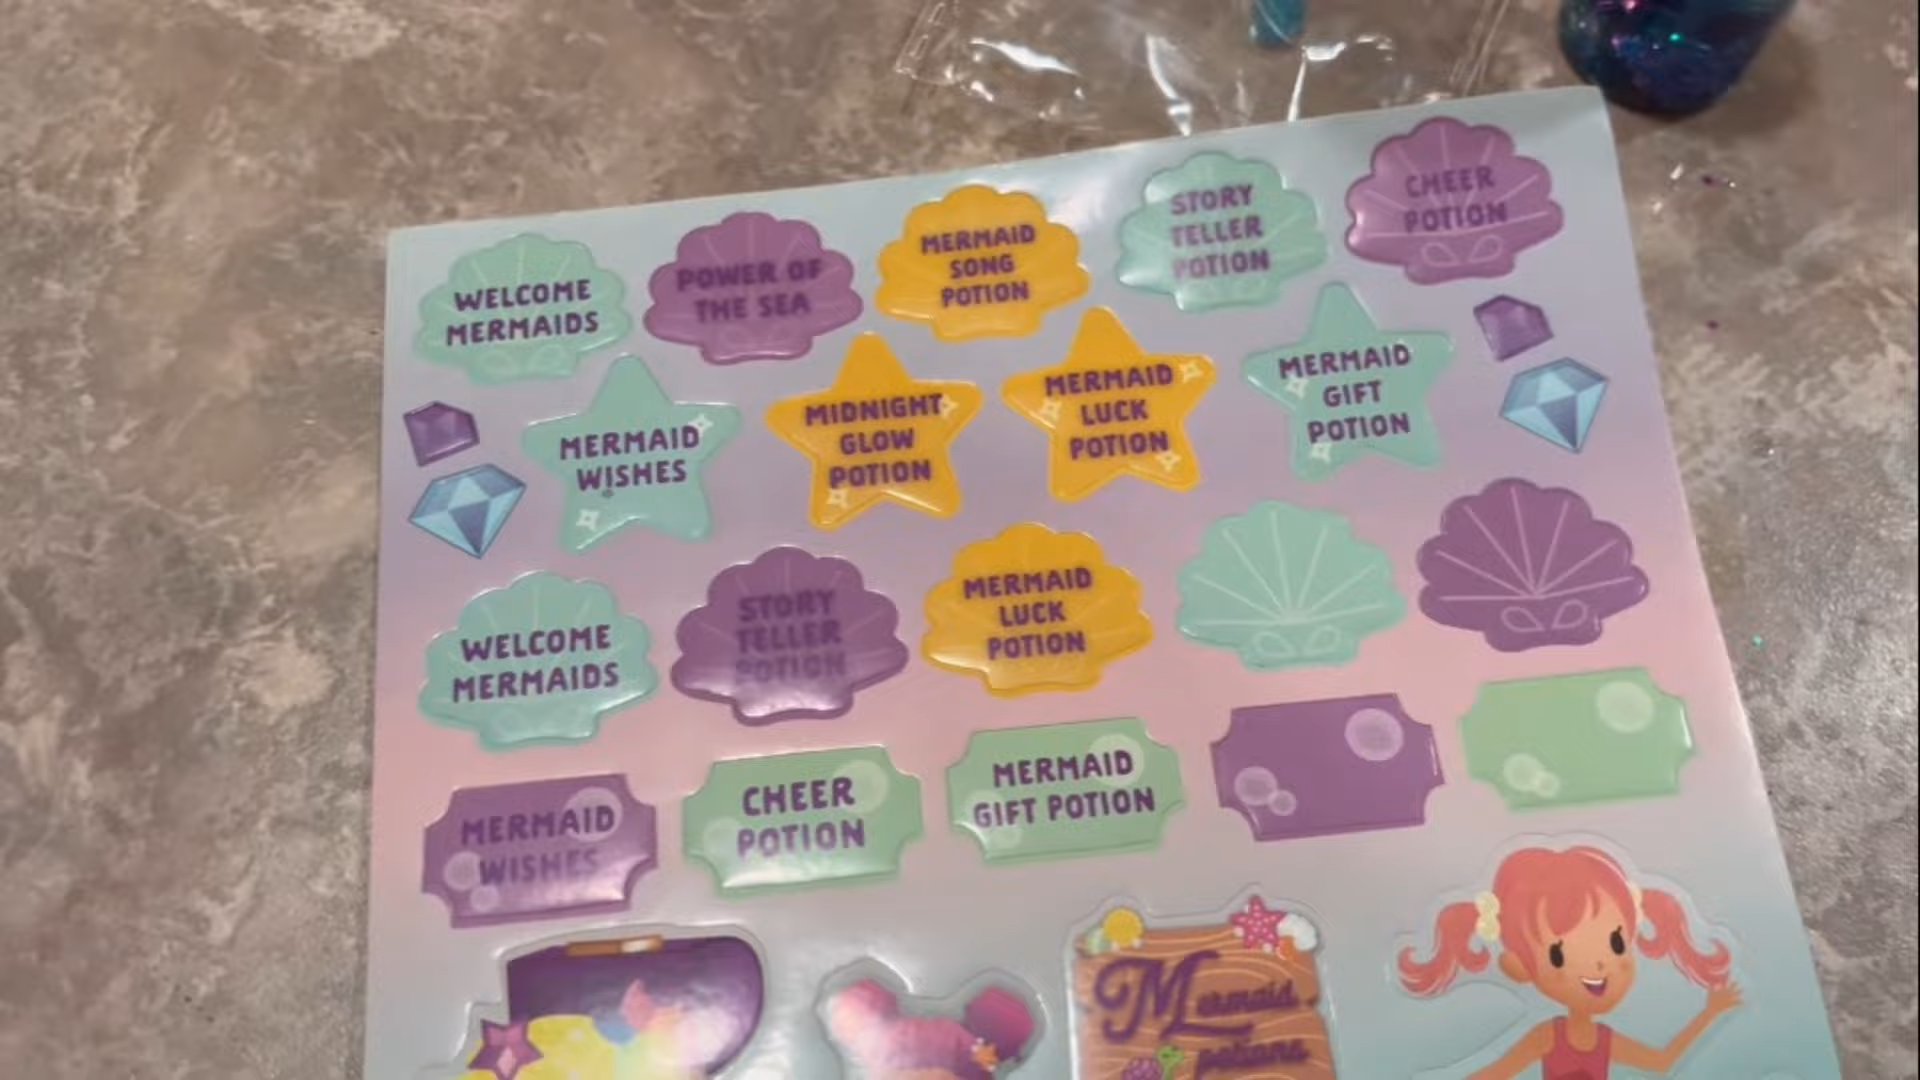 WELCOME
MERMAIDS
POWER OF
THE SEA
MERMAID
SONG
POTION
STORY
TELLER
POTION
CHEER
POTION
MERMAID
WISHES
MIDNIGHT
GLOW
POTION
MERMAID
LUCK
POTION
MERMAID
GIFT
POTION
WELCOME
MERMAIDS
STORY
TELLER
POTION
MERMAID
LUCK
POTION
MERMAID
WISHES
CHEER
POTION
MERMAID
GIFT POTION
Mermaid
potions